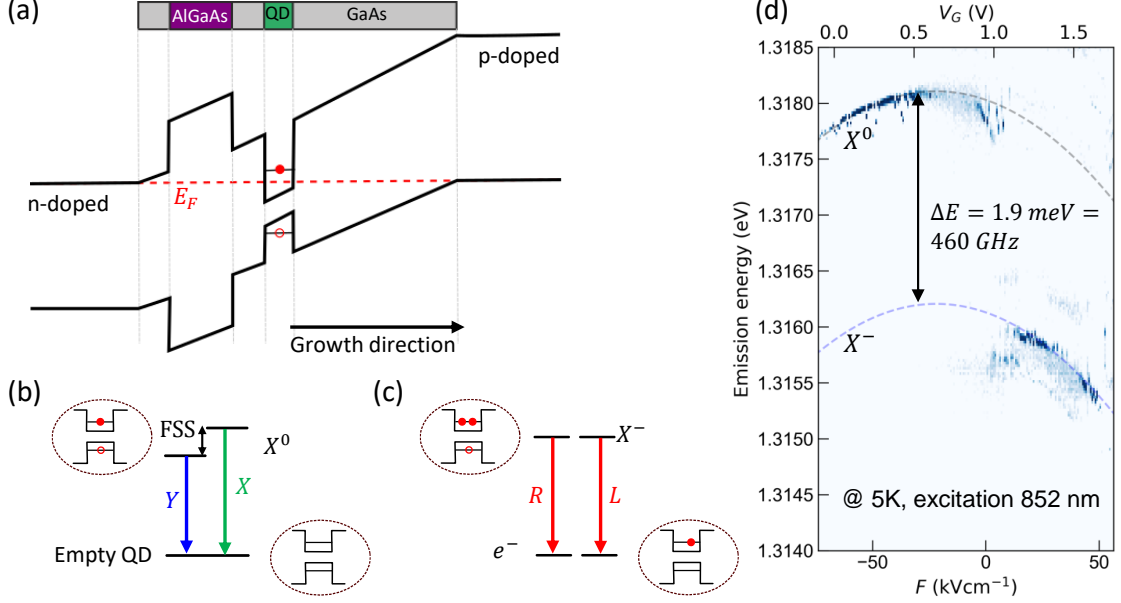 (a)
AlGaAs
QD
GaAs
p-doped
E_F
n-doped
Growth direction
(b)
FSS
X^0
Y
X
Empty QD
(c)
X^-
R
L
e^-
(d)
V_G (V)
0.0
0.5
1.0
1.5
1.3185
1.3180
1.3175
1.3170
1.3165
1.3160
1.3155
1.3150
1.3145
1.3140
Emission energy (eV)
X^0
ΔE = 1.9 meV =
460 GHz
X^-
@ 5K, excitation 852 nm
−50
0
50
F (kVcm⁻¹)